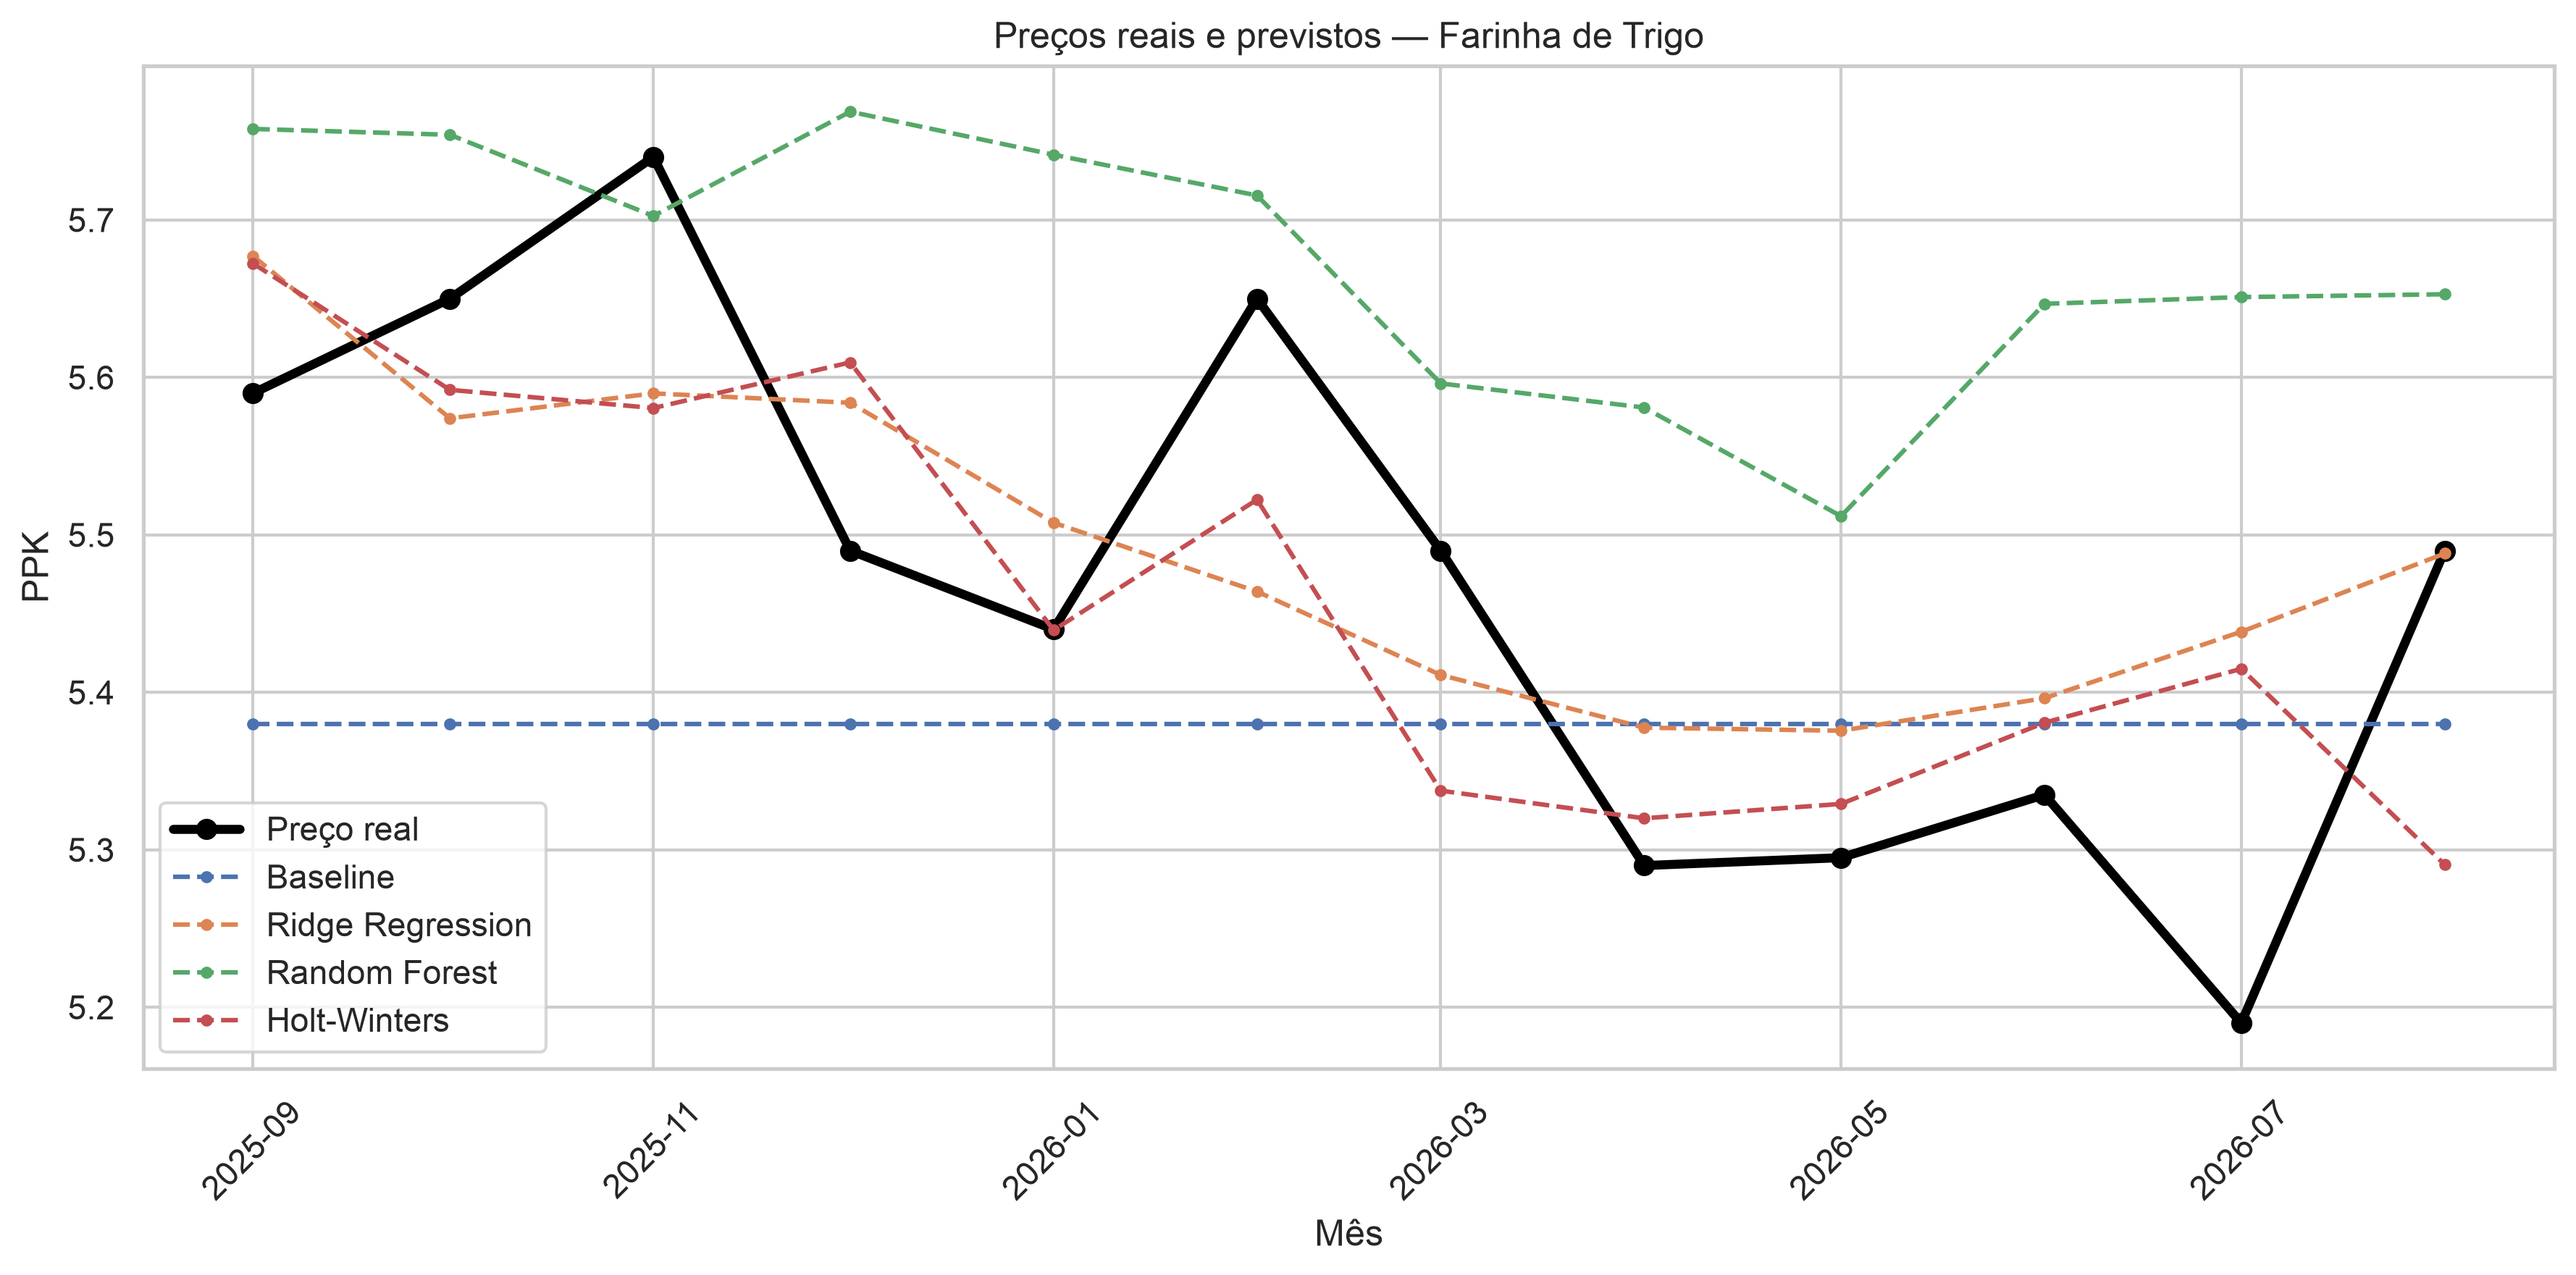 Preços reais e previstos — Farinha de Trigo
PPK
5.7
5.6
5.5
5.4
5.3
5.2
Preço real
Baseline
Ridge Regression
Random Forest
Holt-Winters
2025-09
2025-11
2026-01
2026-03
2026-05
2026-07
Mês